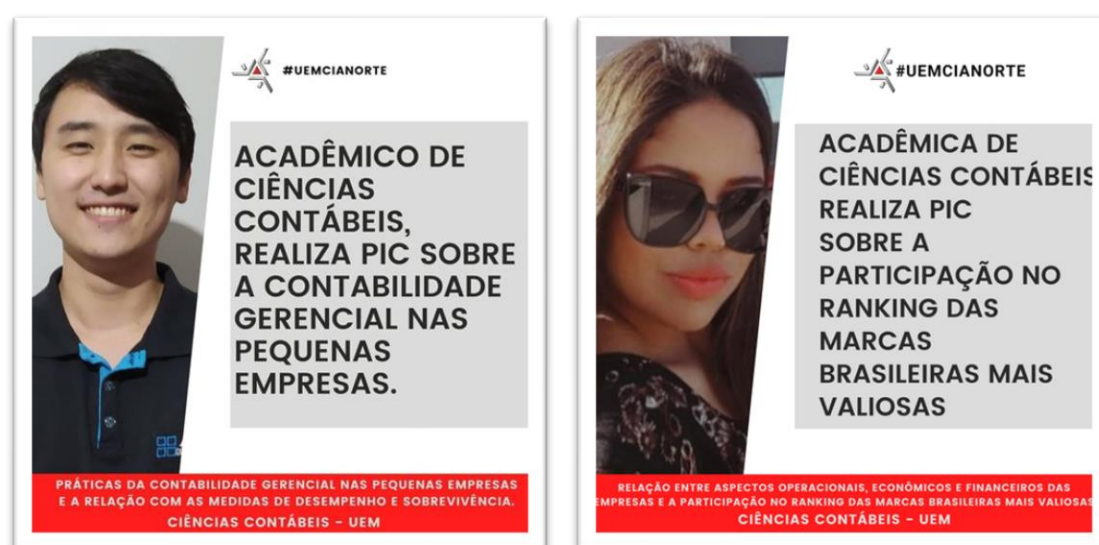 #UEMCIANORTE
ACADÊMICO DE
CIÊNCIAS
CONTÁBEIS,
REALIZA PIC SOBRE
A CONTABILIDADE
GERENCIAL NAS
PEQUENAS
EMPRESAS.
PRÁTICAS DA CONTABILIDADE GERENCIAL NAS PEQUENAS EMPRESAS
E A RELAÇÃO COM AS MEDIDAS DE DESEMPENHO E SOBREVIVÊNCIA.
CIÊNCIAS CONTÁBEIS - UEM
#UEMCIANORTE
ACADÊMICA DE
CIÊNCIAS CONTÁBEIS
REALIZA PIC
SOBRE A
PARTICIPAÇÃO NO
RANKING DAS
MARCAS
BRASILEIRAS MAIS
VALIOSAS
RELAÇÃO ENTRE ASPECTOS OPERACIONAIS, ECONÔMICOS E FINANCEIROS DAS
EMPRESAS E A PARTICIPAÇÃO NO RANKING DAS MARCAS BRASILEIRAS MAIS VALIOSAS
CIÊNCIAS CONTÁBEIS - UEM